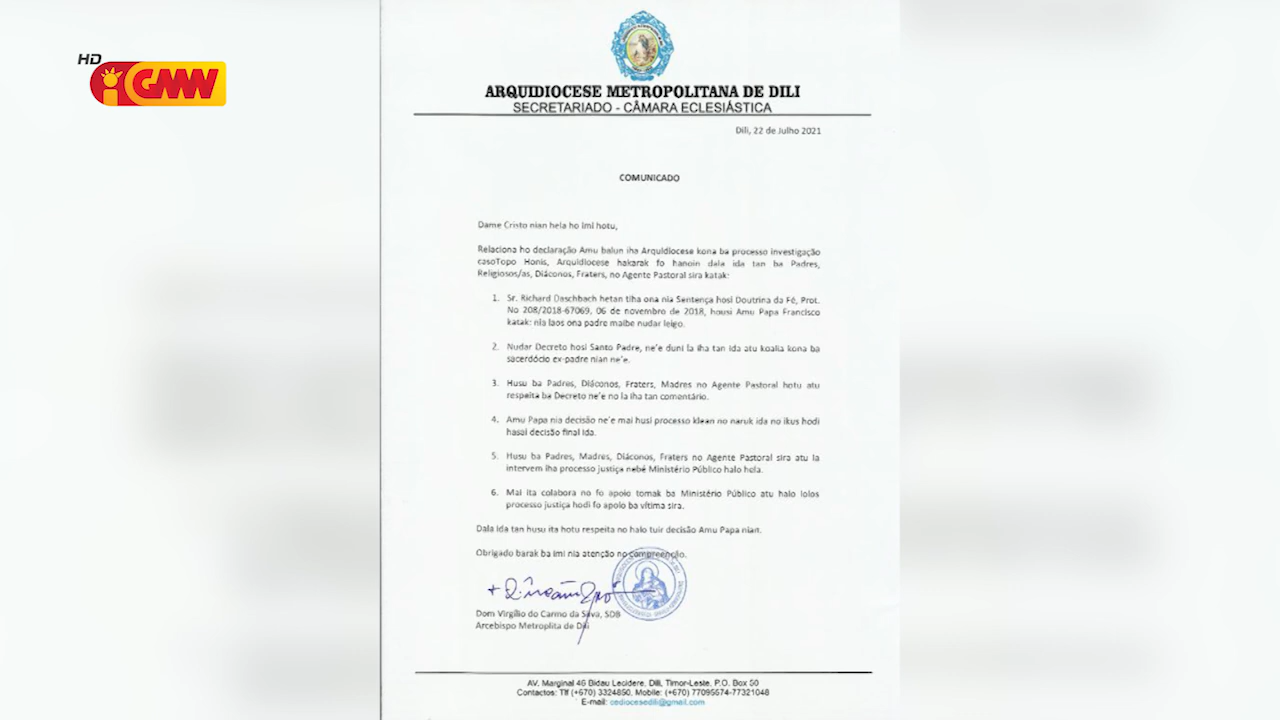 HD
GMN
ARQUIDIOCESE METROPOLITANA DE DILI
SECRETARIADO - CÂMARA ECLESIÁSTICA
Dili, 22 de Julho 2021
COMUNICADO
Dame Cristo nian hela ho imi hotu,
Relaciona ho declaração Amu balun iha Arquidiocese kona ba processo investigação
casoTopo Honis, Arquidiocese hakarak fo hanoin dala ida tan ba Padres,
Religiosos/as, Diáconos, Fraters, no Agente Pastoral sira katak:
1. Sr. Richard Daschbach hetan tiha ona nia Sentença hosi Doutrina da Fé, Prot.
No 208/2018-67069, 06 de novembro de 2018, housi Amu Papa Francisco
katak: nia laos ona padre maibe nudar leigo.
2. Nudar Decreto hosi Santo Padre, ne'e duni la iha tan ida atu koalia kona ba
sacerdócio ex-padre nian ne'e.
3. Husu ba Padres, Diáconos, Fraters, Madres no Agente Pastoral hotu atu
respeita ba Decreto ne'e no la iha tan comentário.
4. Amu Papa nia decisão ne'e mai husi processo klean no naruk ida no ikus hodi
hasai decisão final ida.
5. Husu ba Padres, Madres, Diáconos, Fraters no Agente Pastoral sira atu la
intervem iha processo justiça nebé Ministério Público halo hela.
6. Mai ita colabora no fo apoio tomak ba Ministério Público atu halo lolos
processo justiça hodi fo apoio ba vítima sira.
Dala ida tan husu ita hotu respeita no halo tuir decisão Amu Papa nian.
Obrigado barak ba imi nia atenção no compreenção.
Dom Virgílio do Carmo da Silva, SDB
Arcebispo Metroplita de Dili
AV. Marginal 46 Bidau Lecidere, Dili, Timor-Leste, P.O. Box 50
Contactos: Tlf (+670) 3324850, Mobile: (+670) 77095574-77321048
E-mail: cediocesedili@gmail.com